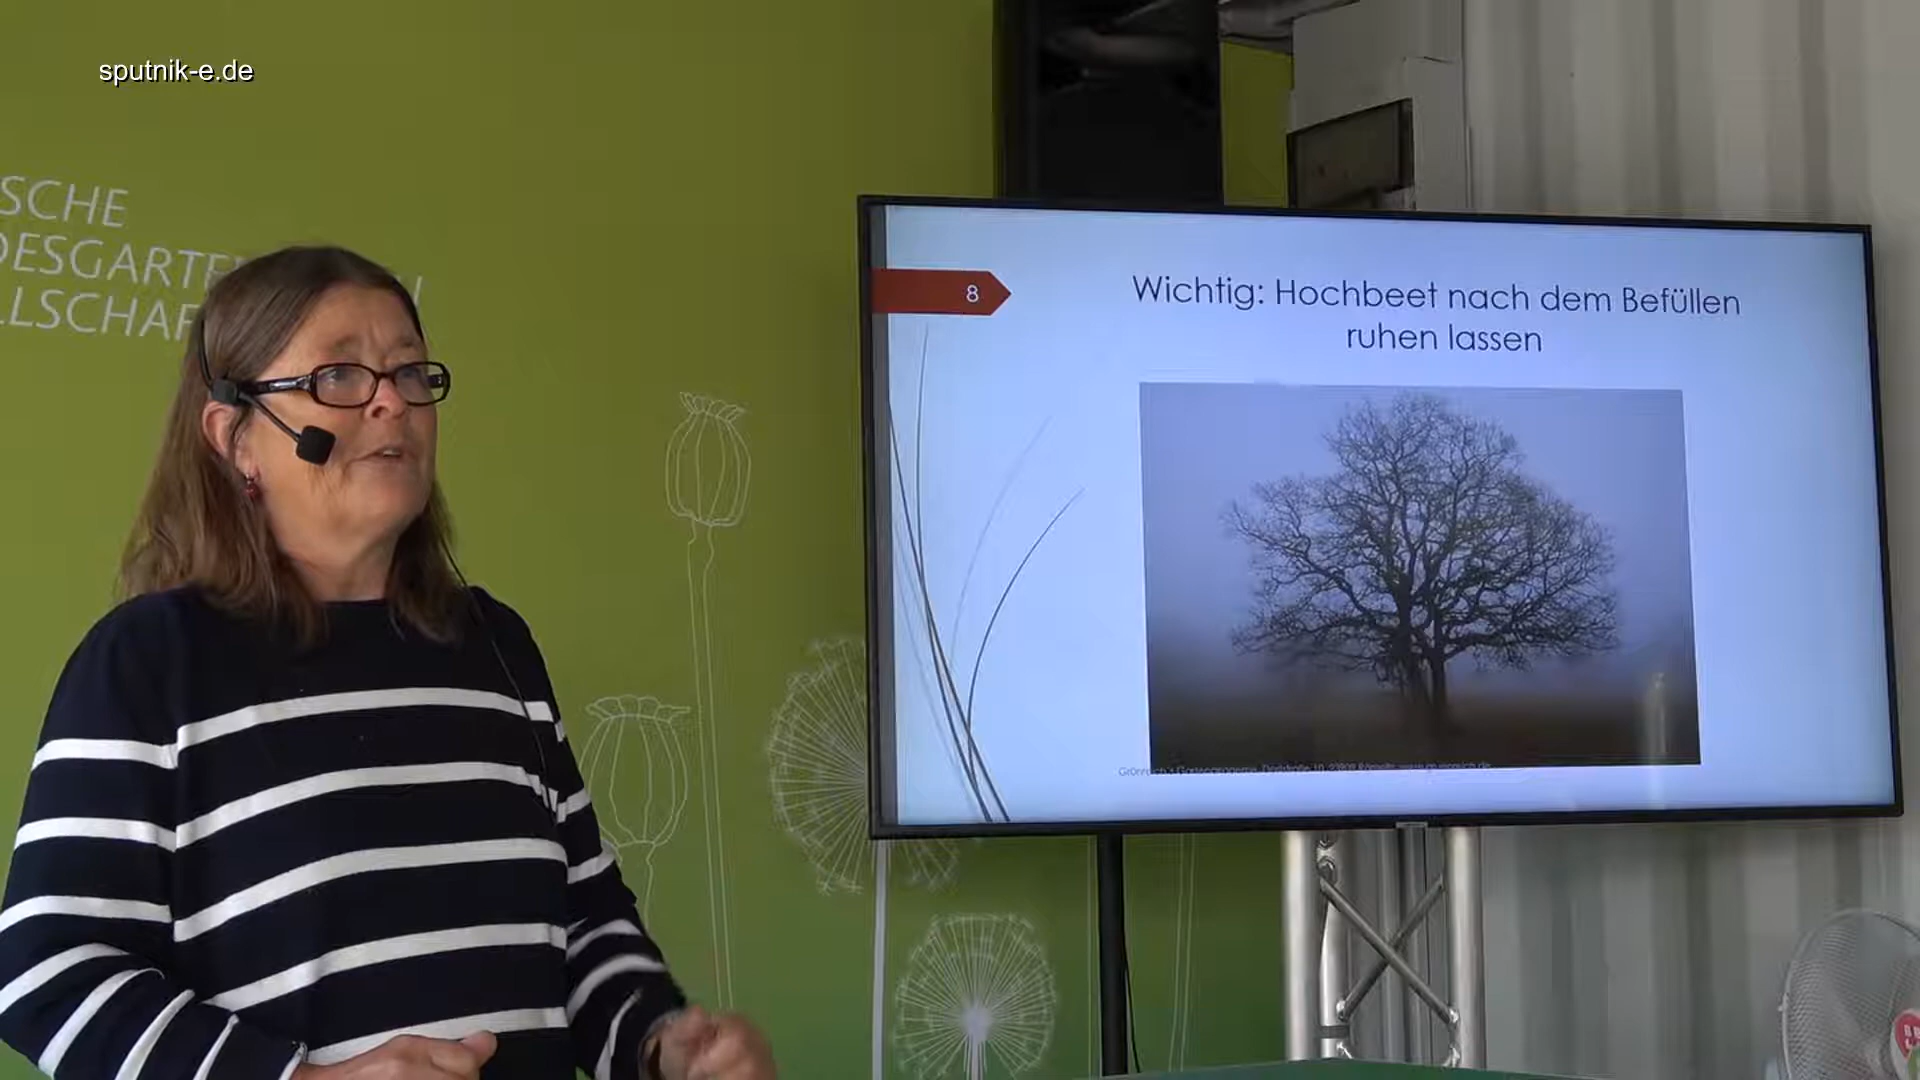 sputnik-e.de
SCHE
DESGARTE
LLSCHAF
8
Wichtig: Hochbeet nach dem Befüllen
ruhen lassen